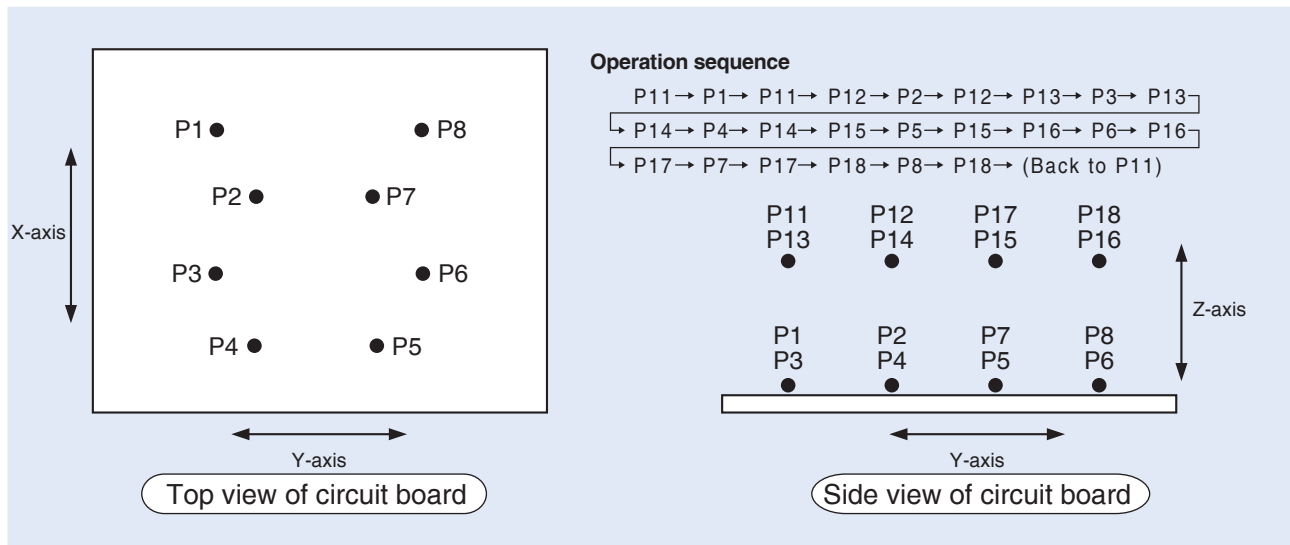 P1
P8
P2
P7
X-axis
P3
P6
P4
P5
Y-axis
Top view of circuit board
Operation sequence
P11→ P1→ P11→ P12→ P2→ P12→ P13→ P3→ P13
→ P14→ P4→ P14→ P15→ P5→ P15→ P16→ P6→ P16
→ P17→ P7→ P17→ P18→ P8→ P18→ (Back to P11)
P11 P12 P17 P18
P13 P14 P15 P16
Z-axis
P1 P2 P7 P8
P3 P4 P5 P6
Y-axis
Side view of circuit board